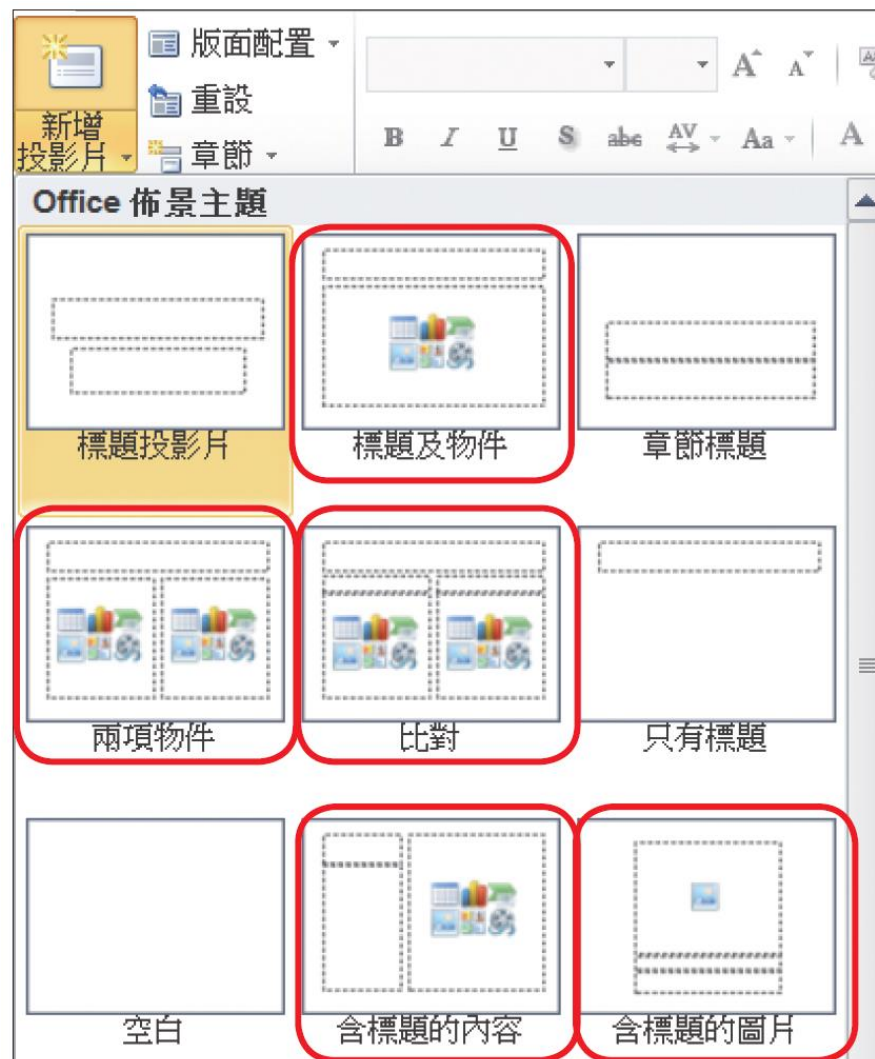 新增
投影片
版面配置
重設
章節
A A
B I U S abc AV Aa A
Office 佈景主題
標題投影片 標題及物件 章節標題
兩項物件 比對 只有標題
空白 含標題的內容 含標題的圖片